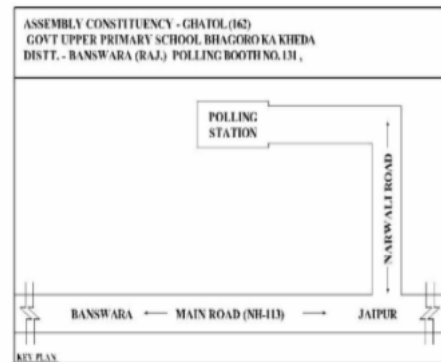 ASSEMBLY CONSTITUENCY - GHATOL (162)
GOVT UPPER PRIMARY SCHOOL BHAGORO KA KHEDA
DISTT. - BANSWARA (RAJ.) POLLING BOOTH NO. 131 ,
POLLING
STATION
NARWALI ROAD
BANSWARA ← MAIN ROAD (NH-113) → JAIPUR
KEY PLAN